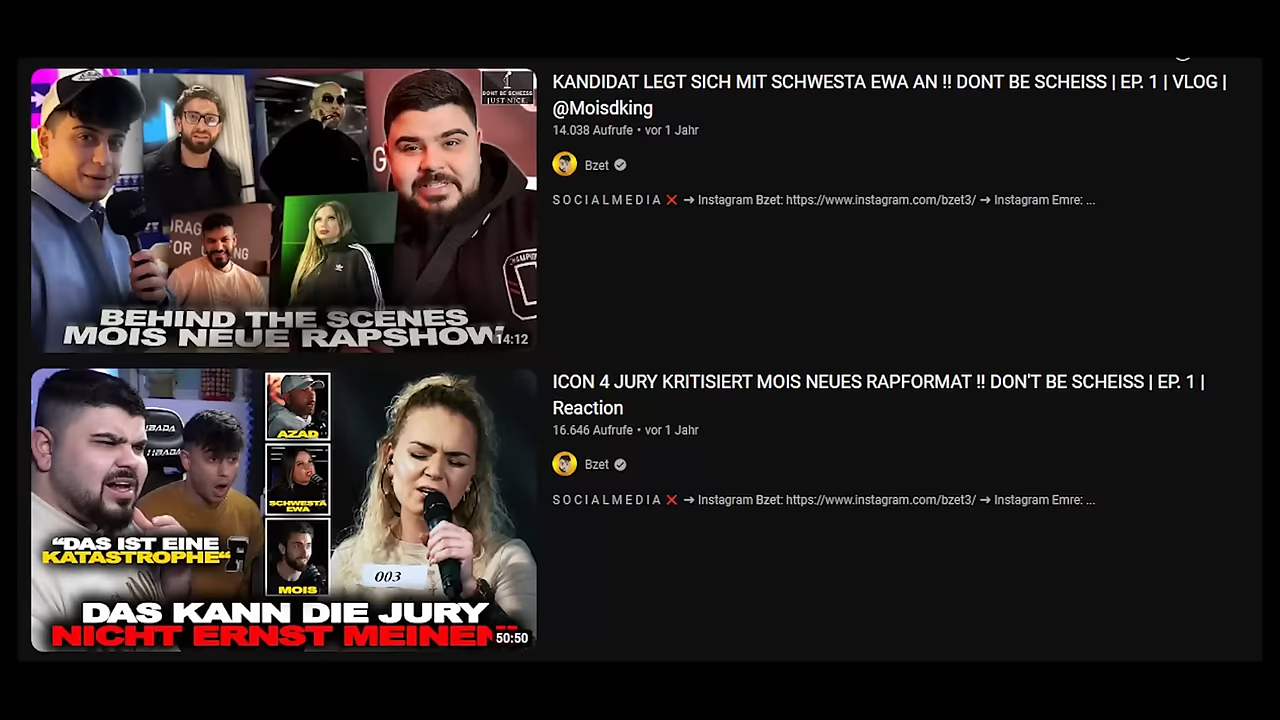 KANDIDAT LEGT SICH MIT SCHWESTA EWA AN !! DONT BE SCHEISS | EP. 1 | VLOG |
@Moisdking
14.038 Aufrufe • vor 1 Jahr
Bzet
S O C I A L M E D I A ❌ ➔ Instagram Bzet: https://www.instagram.com/bzet3/ ➔ Instagram Emre: ...
DONT BE SCHEISS
JUST NICE.
BEHIND THE SCENES
MOIS NEUE RAPSHOW
14:12
ICON 4 JURY KRITISIERT MOIS NEUES RAPFORMAT !! DON'T BE SCHEISS | EP. 1 |
Reaction
16.646 Aufrufe • vor 1 Jahr
Bzet
S O C I A L M E D I A ❌ ➔ Instagram Bzet: https://www.instagram.com/bzet3/ ➔ Instagram Emre: ...
AZAD
SCHWESTA
EWA
MOIS
003
“DAS IST EINE
KATASTROPHE“
DAS KANN DIE JURY
NICHT ERNST MEINEN
50:50